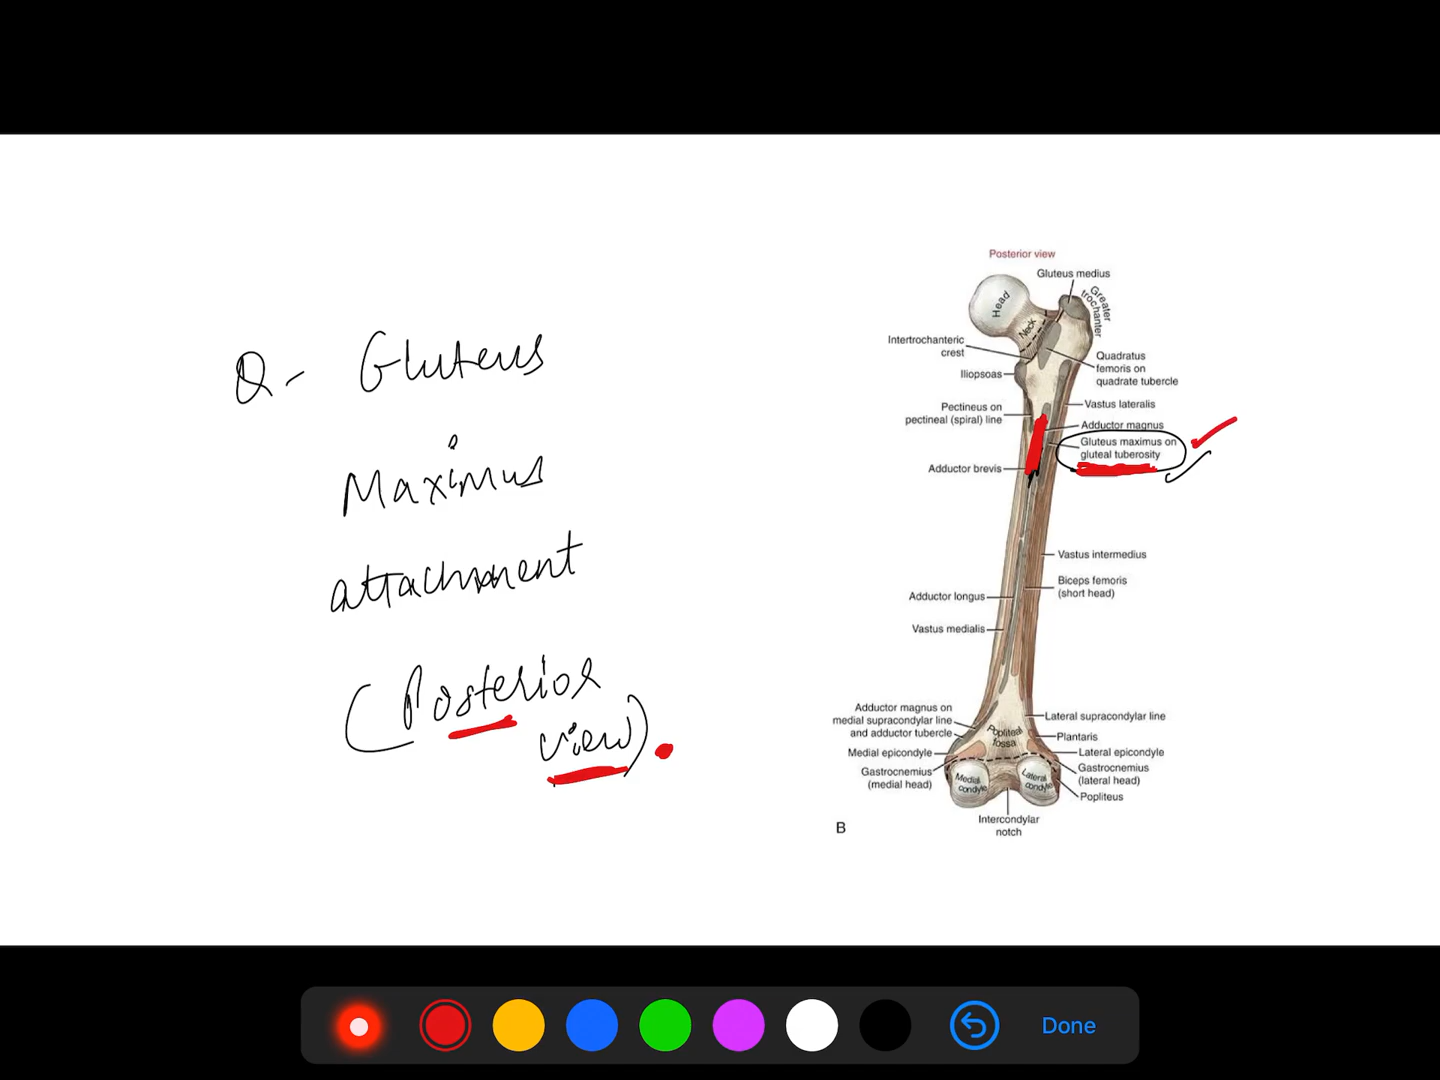 Q- Gluteus
Maximus
attachment
(Posterior
view).
Posterior view
Gluteus medius
Head
Neck
Greater
trochanter
Intertrochanteric
crest
Iliopsoas
Quadratus
femoris on
quadrate tubercle
Pectineus on
pectineal (spiral) line
Vastus lateralis
Adductor magnus
Gluteus maximus on
gluteal tuberosity
Adductor brevis
Vastus intermedius
Biceps femoris
(short head)
Adductor longus
Vastus medialis
Adductor magnus on
medial supracondylar line
and adductor tubercle
Lateral supracondylar line
Popliteal
fossa
Plantaris
Medial epicondyle
Lateral epicondyle
Gastrocnemius
(medial head)
Gastrocnemius
(lateral head)
Medial
condyle
Lateral
condyle
Popliteus
Intercondylar
notch
B
Done